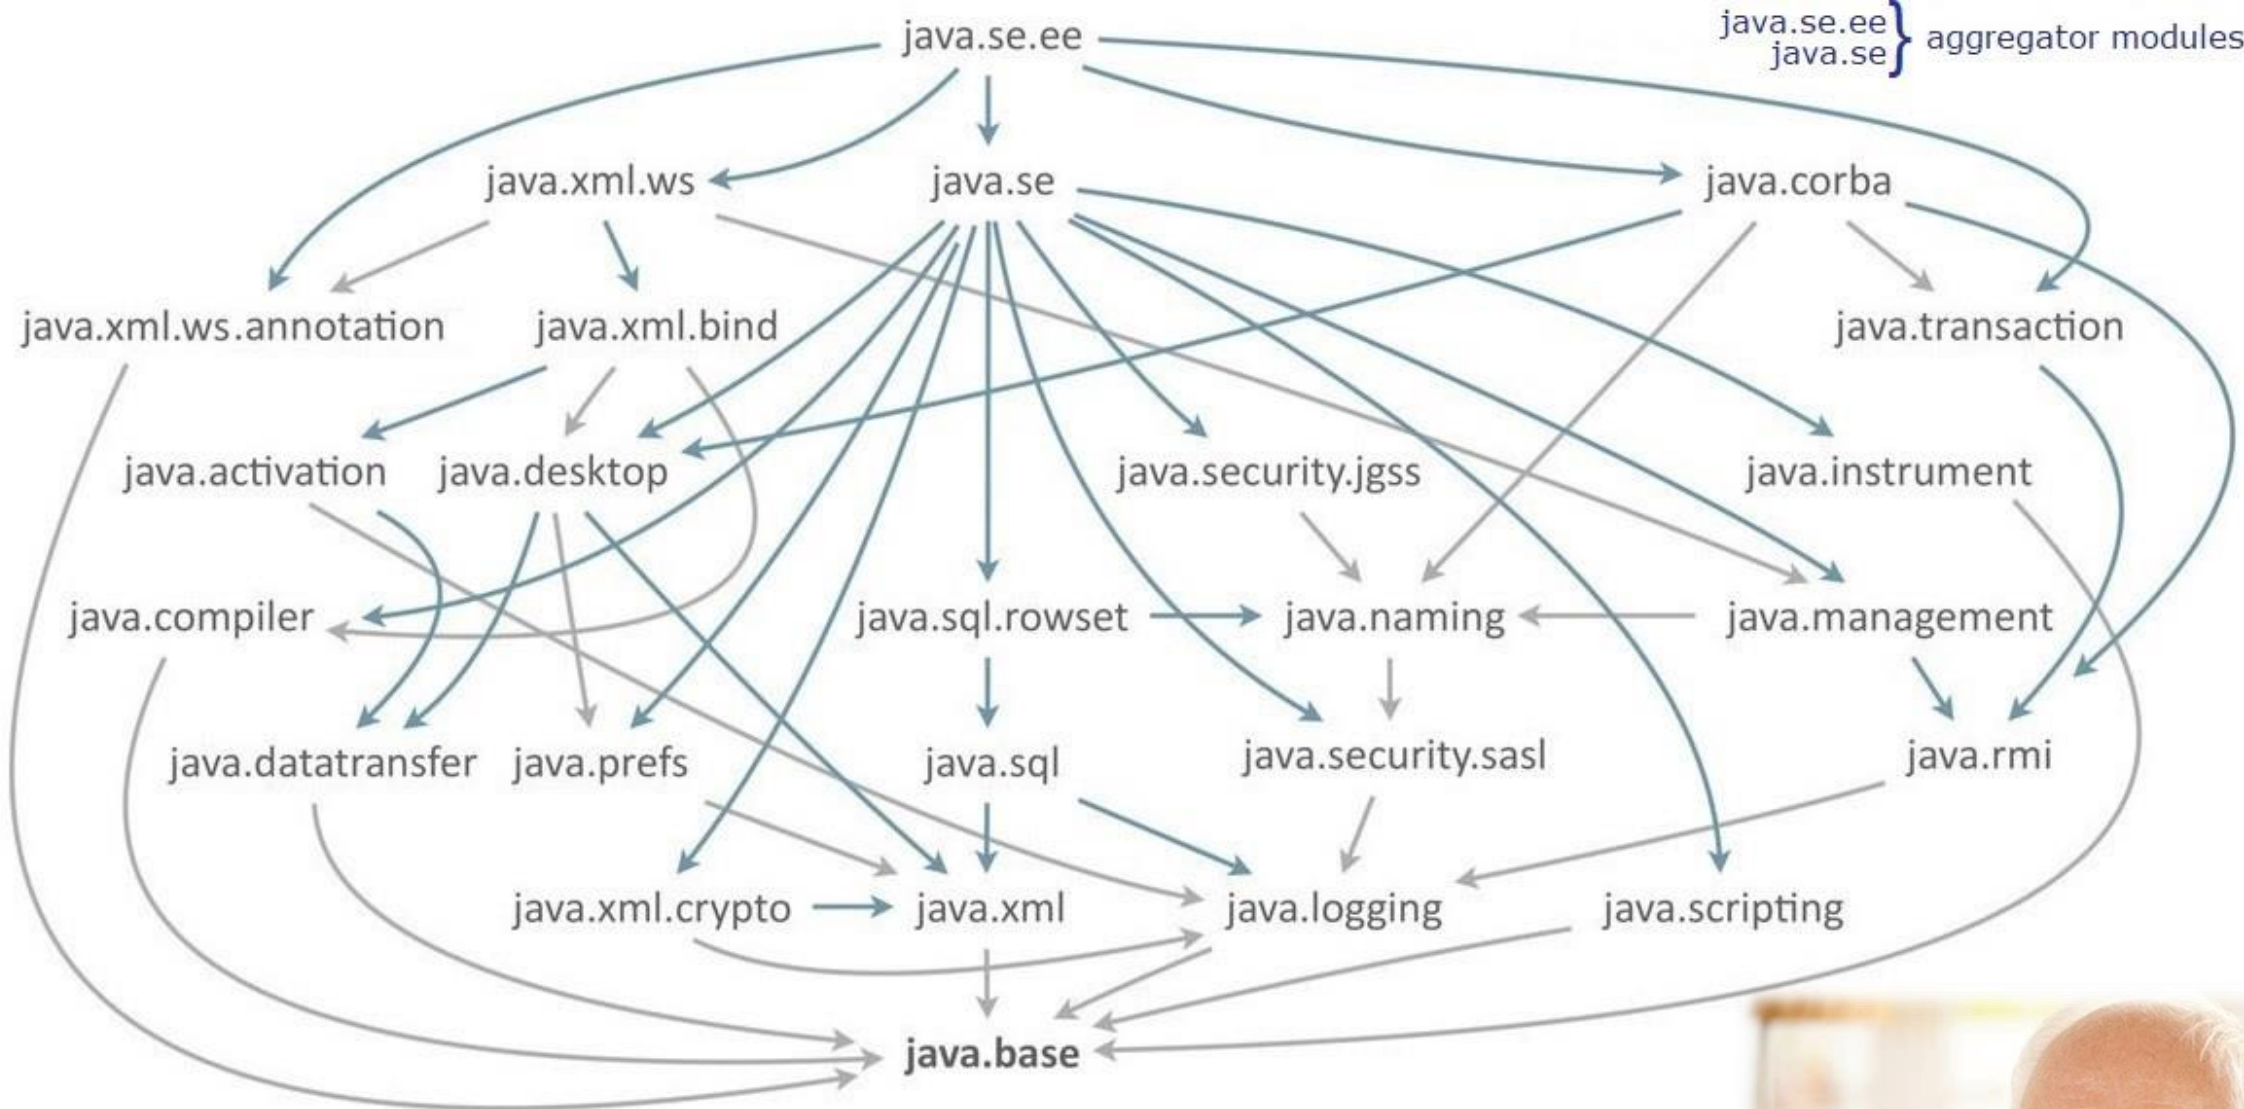 java.se.ee
java.se.ee
java.se
aggregator modules
java.xml.ws
java.se
java.corba
java.xml.ws.annotation
java.xml.bind
java.transaction
java.activation
java.desktop
java.security.jgss
java.instrument
java.compiler
java.sql.rowset
java.naming
java.management
java.datatransfer
java.prefs
java.sql
java.security.sasl
java.rmi
java.xml.crypto
java.xml
java.logging
java.scripting
java.base